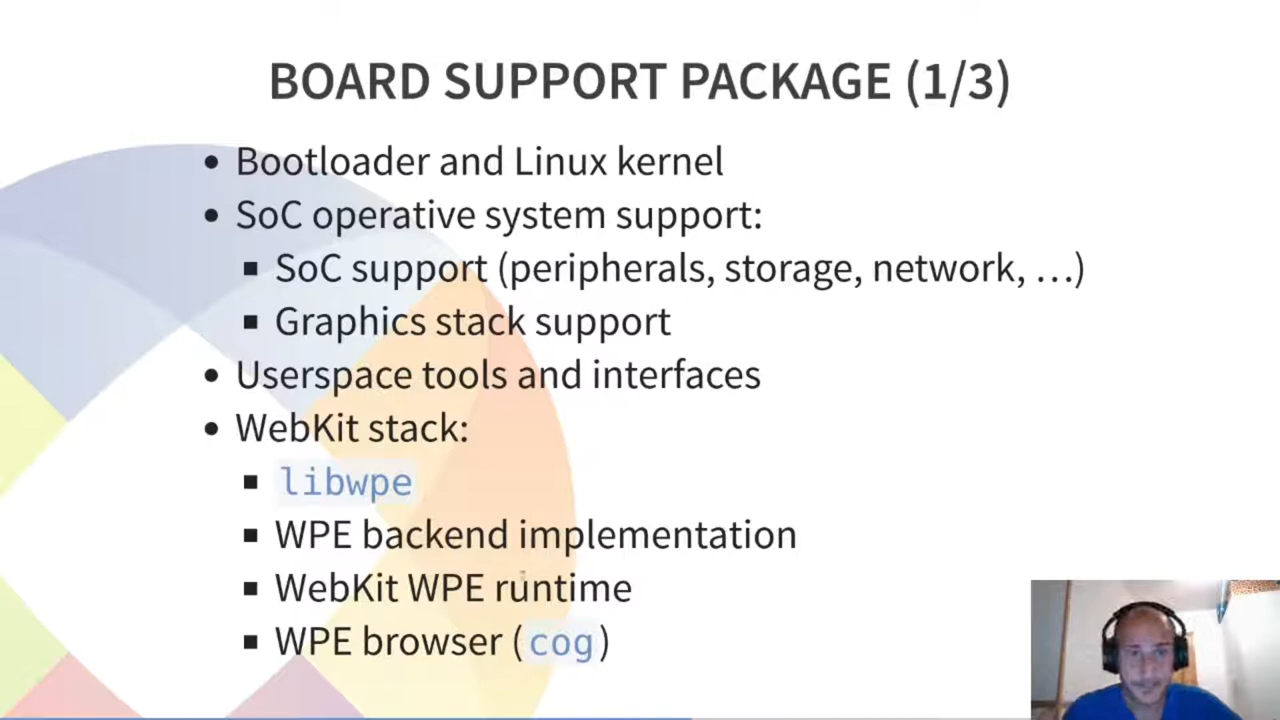 BOARD SUPPORT PACKAGE (1/3)
Bootloader and Linux kernel
SoC operative system support:
SoC support (peripherals, storage, network, …)
Graphics stack support
Userspace tools and interfaces
WebKit stack:
libwpe
WPE backend implementation
WebKit WPE runtime
WPE browser (cog)